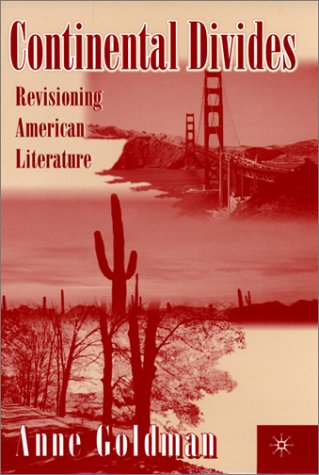 Continental Divides
Revisioning
American
Literature
Anne Goldman